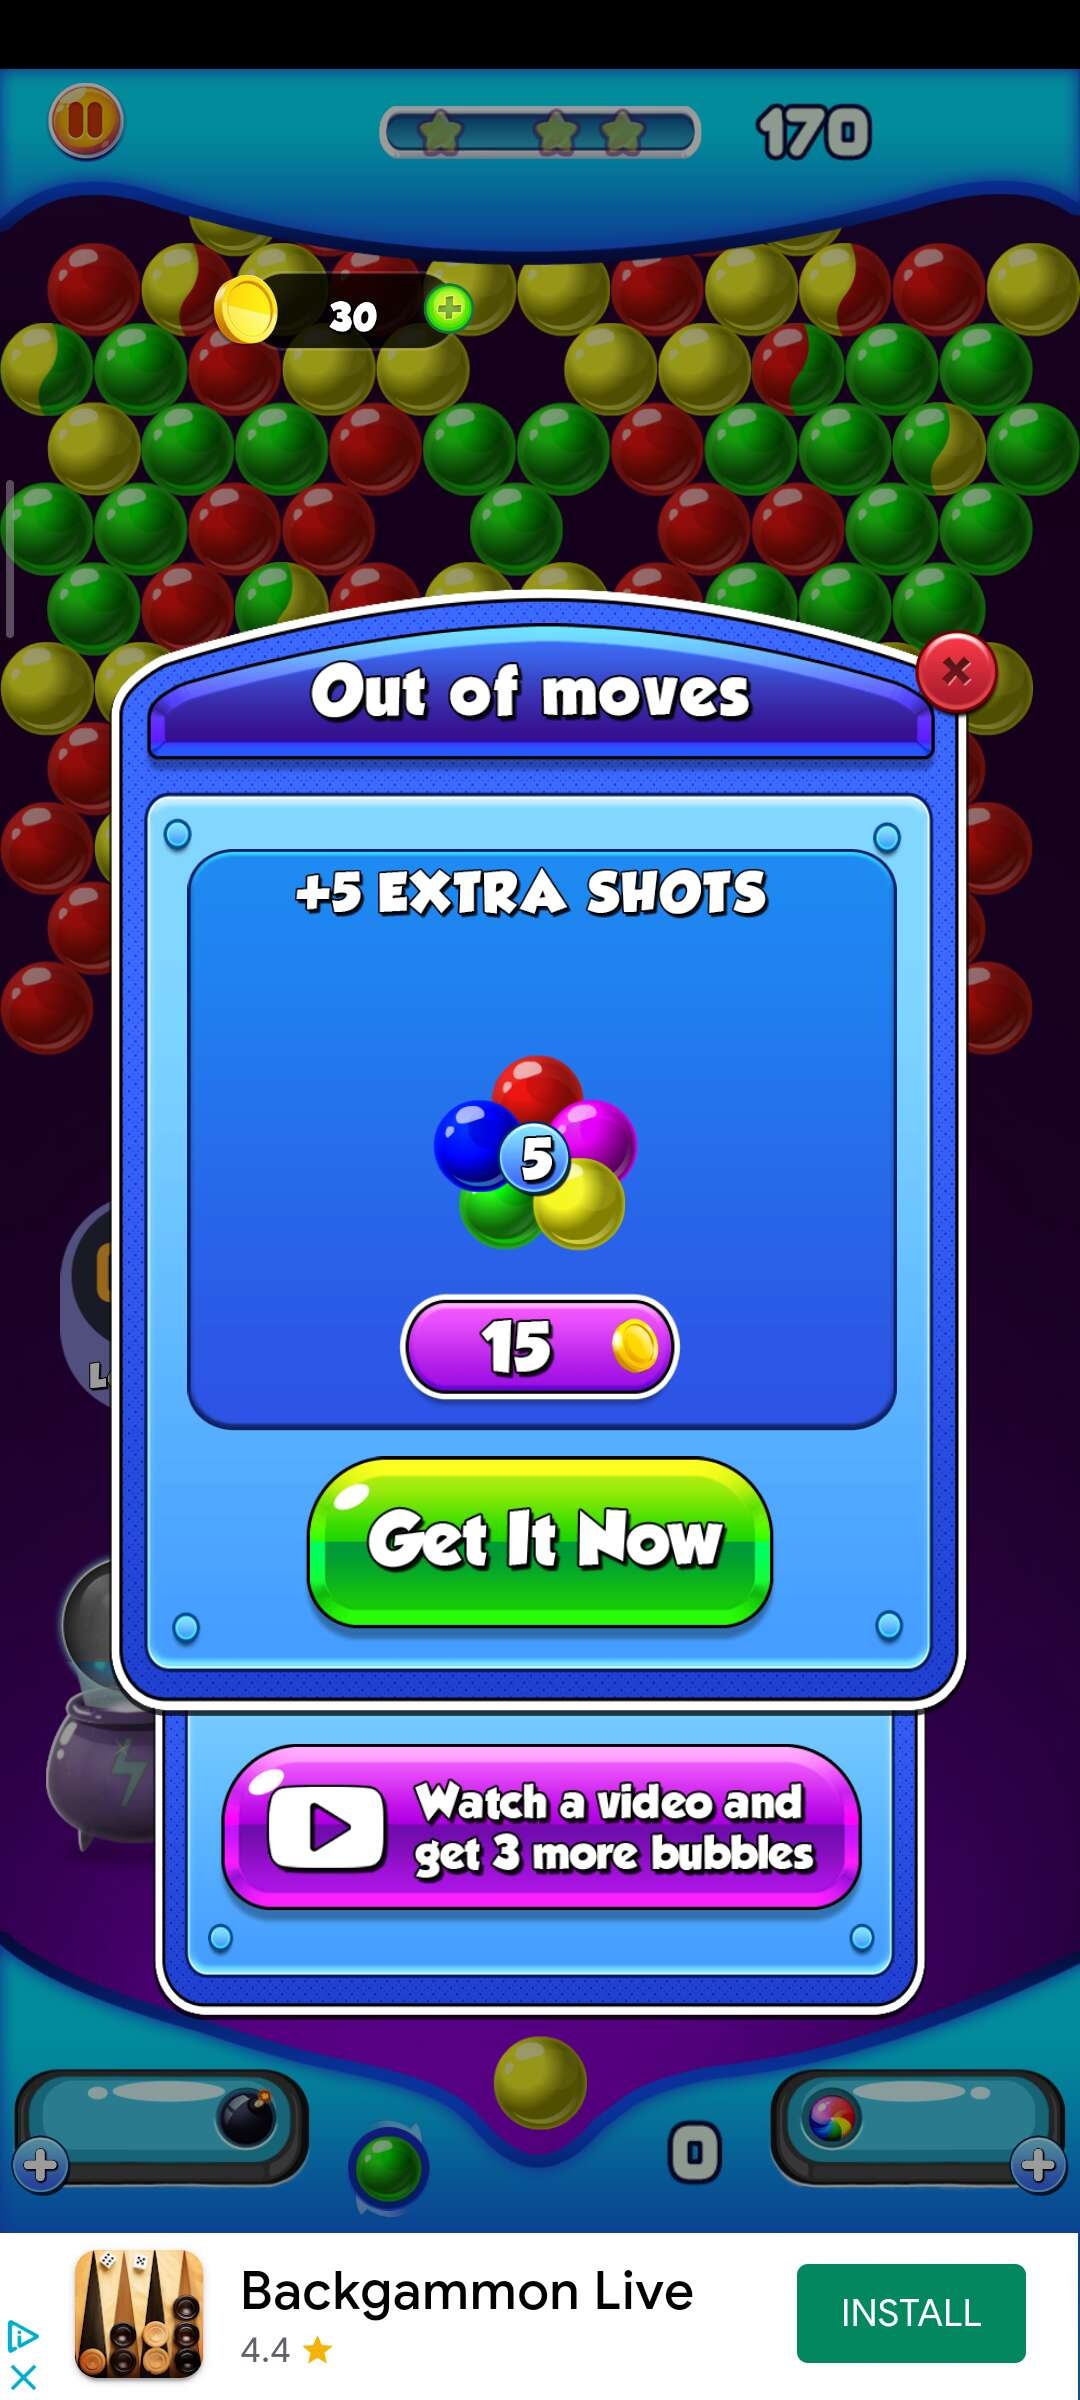 170
30
Out of moves
+5 EXTRA SHOTS
5
15
Get It Now
Watch a video and
get 3 more bubbles
0
Backgammon Live
4.4
INSTALL